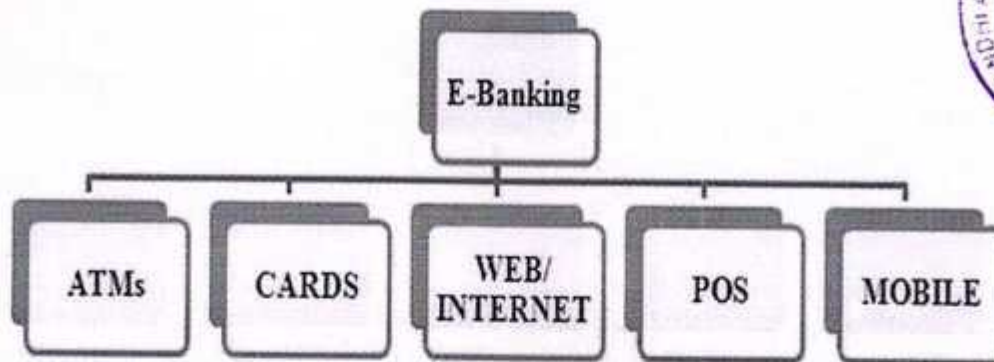 E-Banking
ATMs
CARDS
WEB/
INTERNET
POS
MOBILE